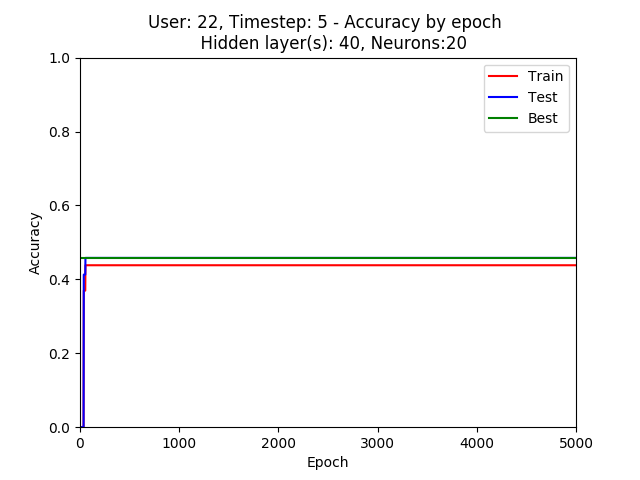 User: 22, Timestep: 5 - Accuracy by epoch
Hidden layer(s): 40, Neurons:20
1.0
0.8
0.6
0.4
0.2
0.0
Accuracy
Train
Test
Best
0 1000 2000 3000 4000 5000
Epoch